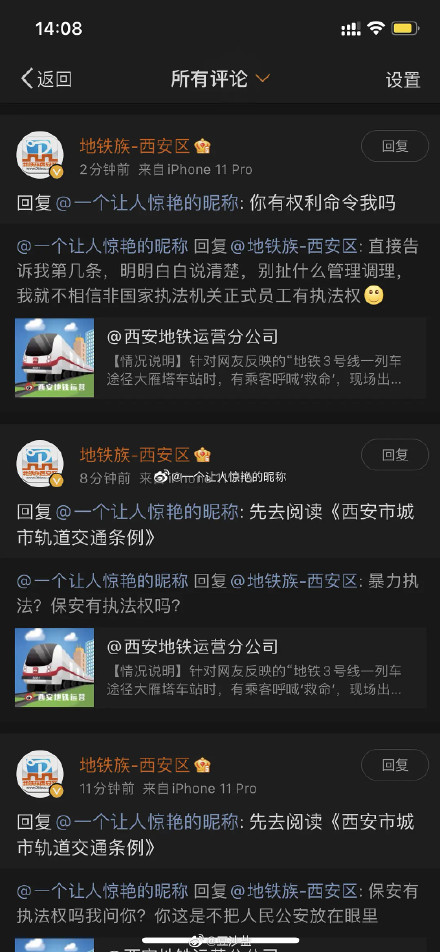 14:08
返回
所有评论
设置
地铁族-西安区
回复
2分钟前 来自iPhone 11 Pro
回复@一个让人惊艳的昵称: 你有权利命令我吗
@一个让人惊艳的昵称 回复@地铁族-西安区: 直接告
诉我第几条，明明白白说清楚，别扯什么管理调理，
我就不相信非国家执法机关正式员工有执法权
西安地铁运营
@西安地铁运营分公司
【情况说明】针对网友反映的“地铁3号线一列车
途径大雁塔车站时，有乘客呼喊‘救命’，现场出...
地铁族-西安区
回复
8分钟前
@一个让人惊艳的昵称
回复@一个让人惊艳的昵称: 先去阅读《西安市城
市轨道交通条例》
@一个让人惊艳的昵称 回复@地铁族-西安区: 暴力执
法？保安有执法权吗?
西安地铁运营
@西安地铁运营分公司
【情况说明】针对网友反映的“地铁3号线一列车
途径大雁塔车站时，有乘客呼喊‘救命’，现场出...
地铁族-西安区
回复
11分钟前 来自iPhone 11 Pro
回复@一个让人惊艳的昵称: 先去阅读《西安市城
市轨道交通条例》
@一个让人惊艳的昵称 回复@地铁族-西安区: 保安有
执法权吗我问你？你这是不把人民公安放在眼里